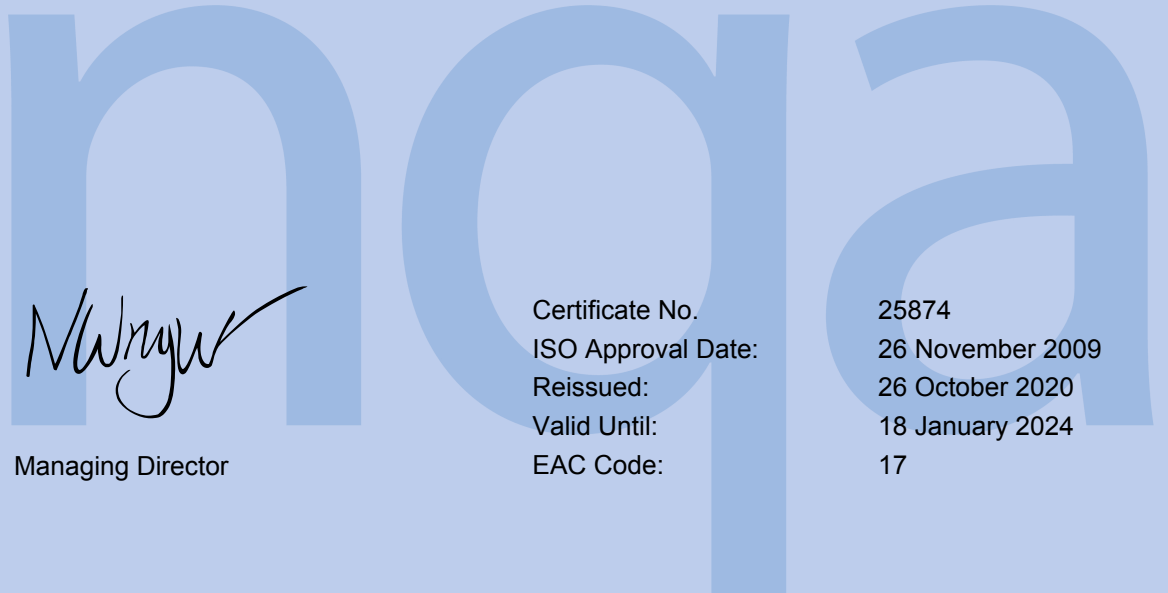 nqa
Certificate No. 25874
ISO Approval Date: 26 November 2009
Reissued: 26 October 2020
Valid Until: 18 January 2024
EAC Code: 17
Managing Director